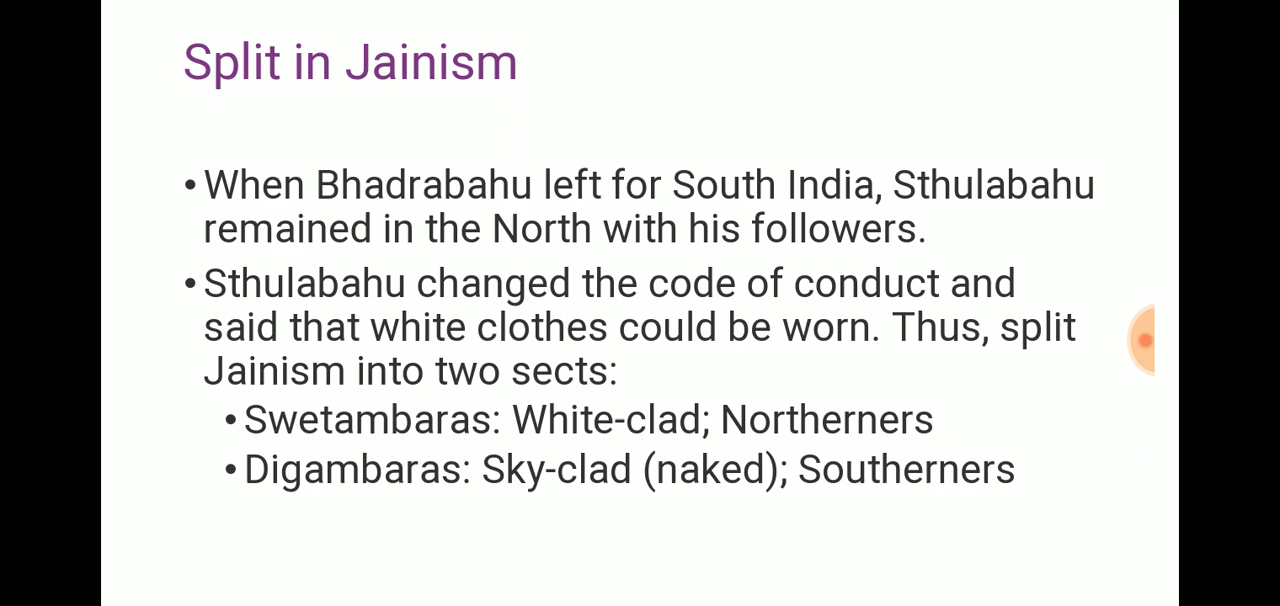 Split in Jainism
• When Bhadrabahu left for South India, Sthulabahu
remained in the North with his followers.
• Sthulabahu changed the code of conduct and
said that white clothes could be worn. Thus, split
Jainism into two sects:
• Swetambaras: White-clad; Northerners
• Digambaras: Sky-clad (naked); Southerners